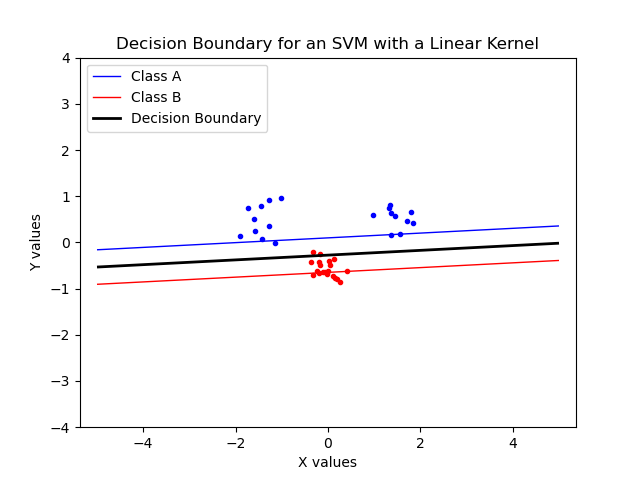 Decision Boundary for an SVM with a Linear Kernel
Class A
Class B
Decision Boundary
4
3
2
1
0
−1
−2
−3
−4
Y values
−4 −2 0 2 4
X values